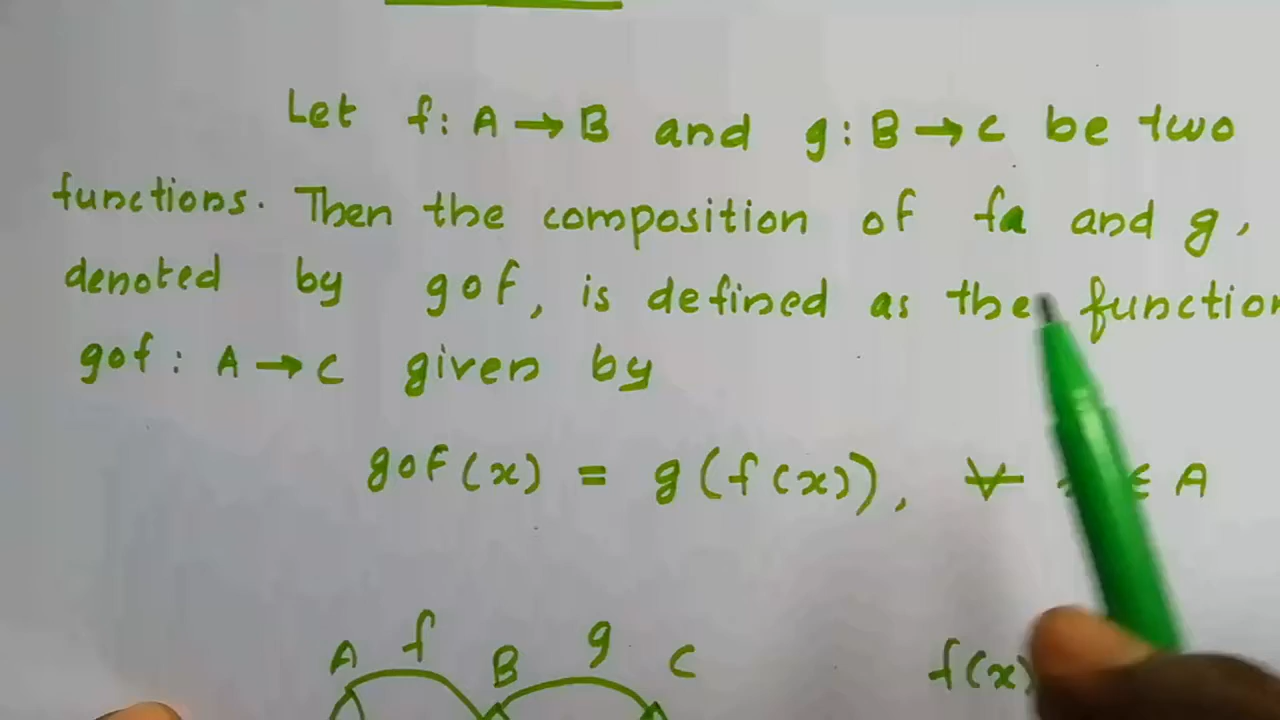 Let f: A → B and g: B → C be two
functions. Then the composition of fa and g,
denoted by gof, is defined as the
gof: A → C given by
gof(x) = g(f(x)), ∀ ∈ A
A f B g C
f(x)